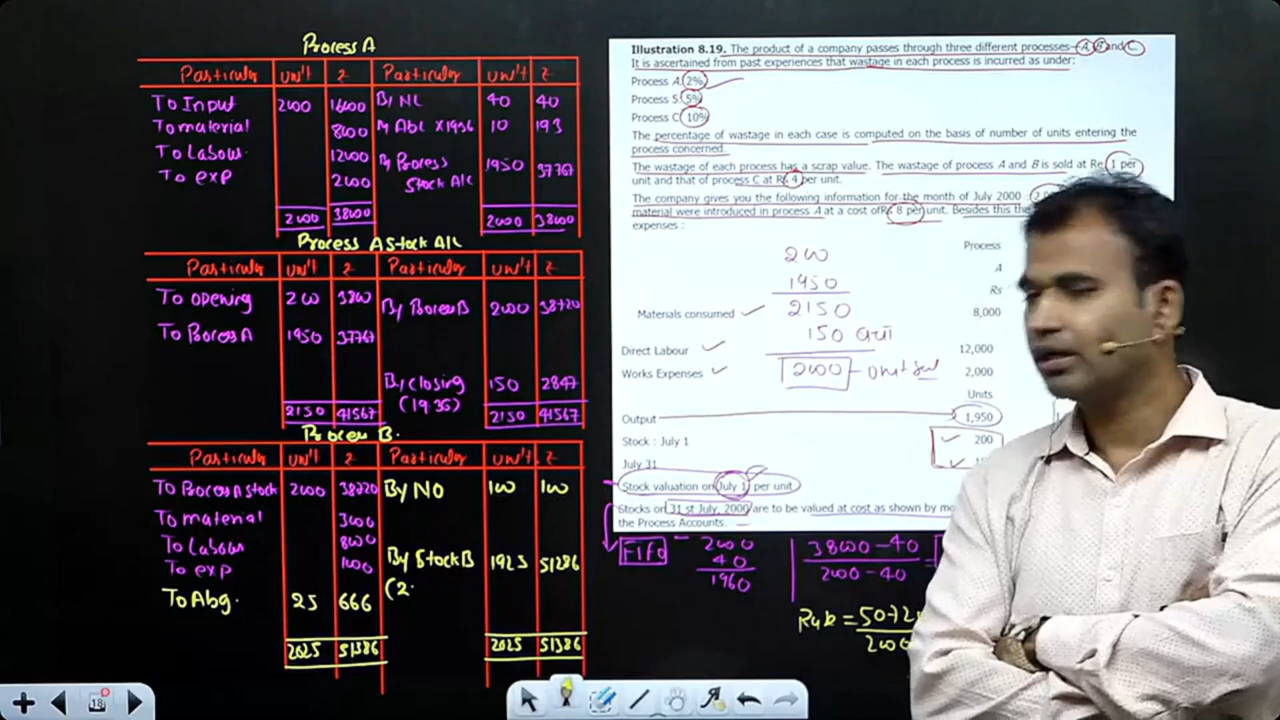 Process A
Particular Unit ₹ Particular Unit ₹
To Input 2000 16000 By NL 40 40
To material 8000 By Abl X1936 10 193
To Labour 12000 By Process Stock A/C 1950 37767
To exp 2000
2000 38000 2000 38000
Process A Stock A/C
Particular Unit ₹ Particular Unit ₹
To opening 200 3800 By Process B 2000 38720
To Process A 1950 37767
By closing 150 2847
(19.35)
2150 41567 2150 41567
Process B.
Particular Unit ₹ Particular Unit ₹
To Process A stock 2000 38720 By NO 100 100
To material 3000
To Labour 8000
To exp 1000 By Stock B 1925 51286
To Abg. 25 666 (2.
2025 51386 2025 51386
Illustration 8.19. The product of a company passes through three different processes—A, B and C.
It is ascertained from past experiences that wastage in each process is incurred as under:
Process A 2%
Process S: 5%
Process C 10%
The percentage of wastage in each case is computed on the basis of number of units entering the
process concerned.
The wastage of each process has a scrap value. The wastage of process A and B is sold at Re. 1 per
unit and that of process C at Rs. 4 per unit.
The company gives you the following information for the month of July 2000 :
material were introduced in process A at a cost of Rs 8 per unit. Besides this the
expenses :
Process
A
Rs
Materials consumed 8,000
Direct Labour 12,000
Works Expenses 2,000
Units
Output 1,950
Stock : July 1 200
July 31
Stock valuation on July 1 per unit
Stocks on 31 st July, 2000 are to be valued at cost as shown by
the Process Accounts.
200
1950
2150
150
2000
FIFO
2000
40
1960
38000-40
2000-40
=